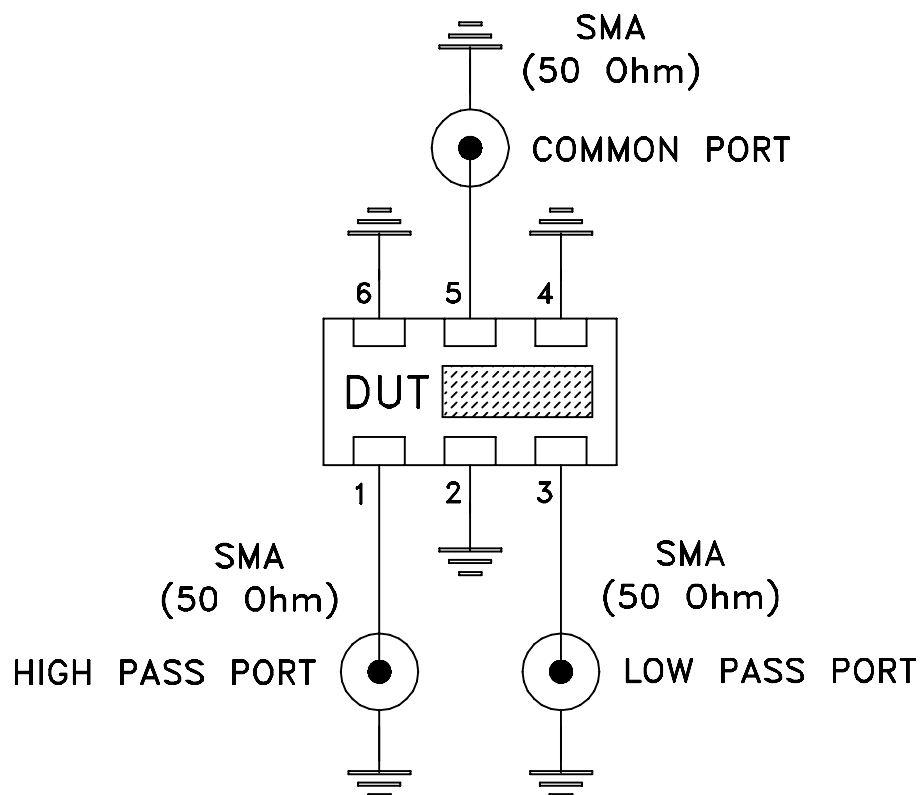 SMA
(50 Ohm)
COMMON PORT
6 5 4
DUT
1 2 3
SMA
(50 Ohm)
HIGH PASS PORT
SMA
(50 Ohm)
LOW PASS PORT